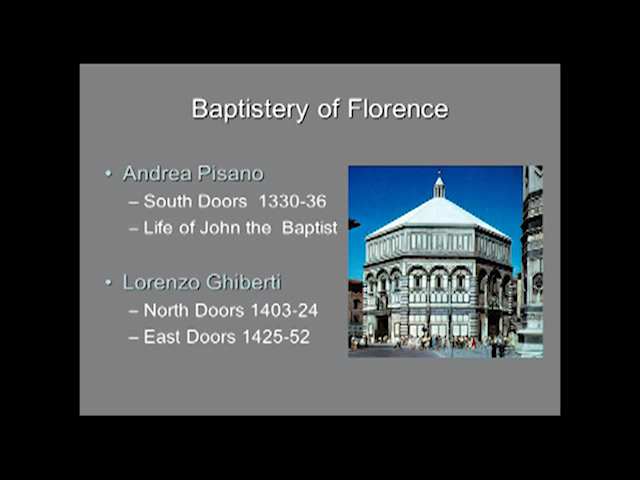 Baptistery of Florence
• Andrea Pisano
– South Doors 1330-36
– Life of John the Baptist
• Lorenzo Ghiberti
– North Doors 1403-24
– East Doors 1425-52